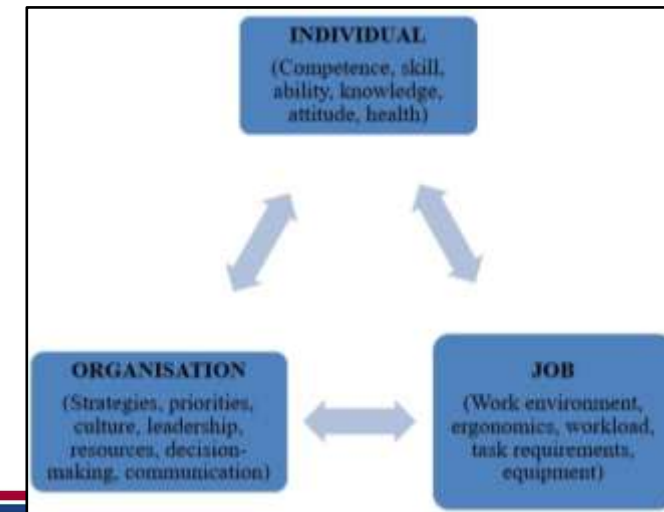 INDIVIDUAL
(Competence, skill,
ability, knowledge,
attitude, health)
ORGANISATION
(Strategies, priorities,
culture, leadership,
resources, decision-
making, communication)
JOB
(Work environment,
ergonomics, workload,
task requirements,
equipment)